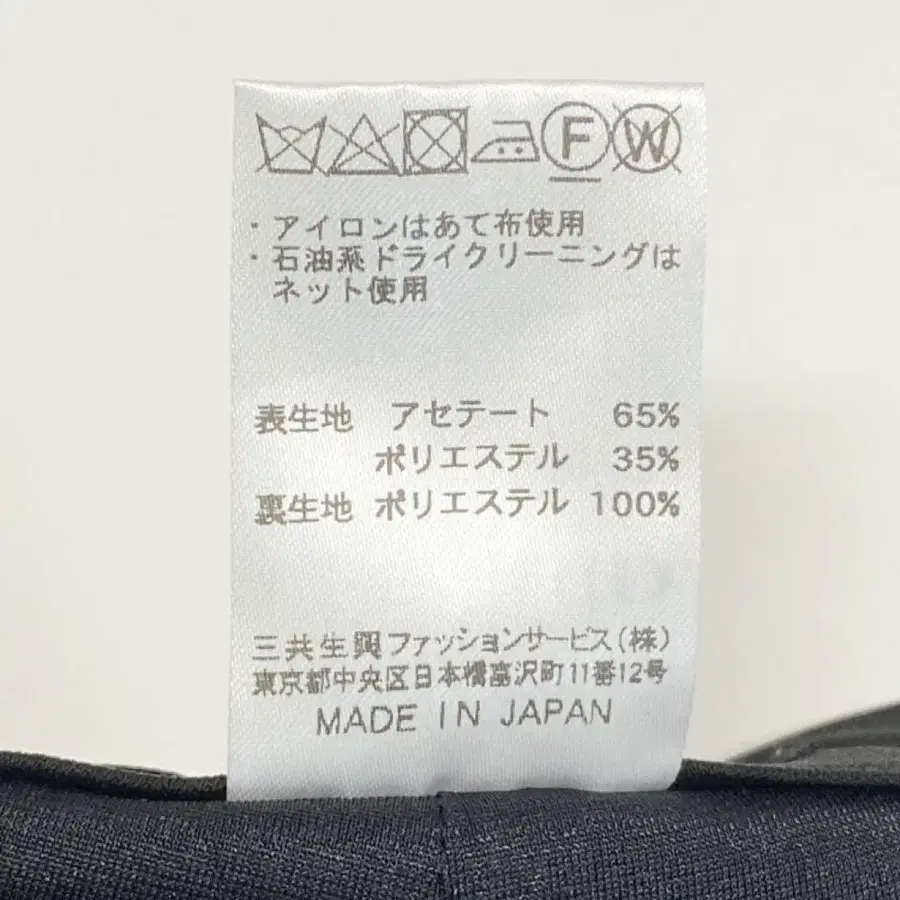 F W
・アイロンはあて布使用
・石油系ドライクリーニングは
ネット使用
表生地 アセテート 65%
ポリエステル 35%
裏生地 ポリエステル 100%
三共生興ファッションサービス(株)
東京都中央区日本橋富沢町11番12号
MADE IN JAPAN